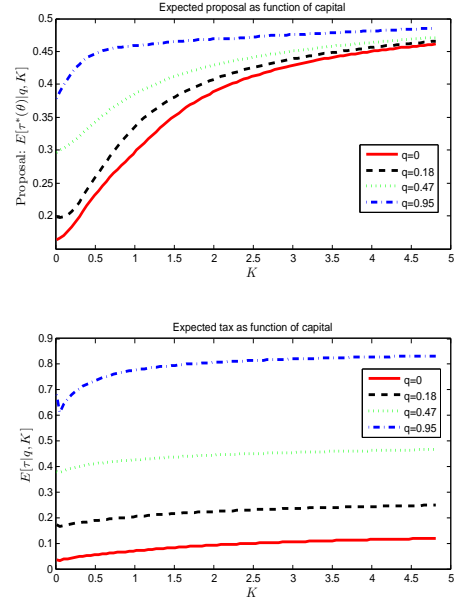 Expected proposal as function of capital
Proposal: E[τ*(θ)|q, K]
0.5
0.45
0.4
0.35
0.3
0.25
0.2
q=0
q=0.18
q=0.47
q=0.95
0 0.5 1 1.5 2 2.5 3 3.5 4 4.5 5
K
Expected tax as function of capital
E[τ|q, K]
0.9
0.8
0.7
0.6
0.5
0.4
0.3
0.2
0.1
0
q=0
q=0.18
q=0.47
q=0.95
0 0.5 1 1.5 2 2.5 3 3.5 4 4.5 5
K